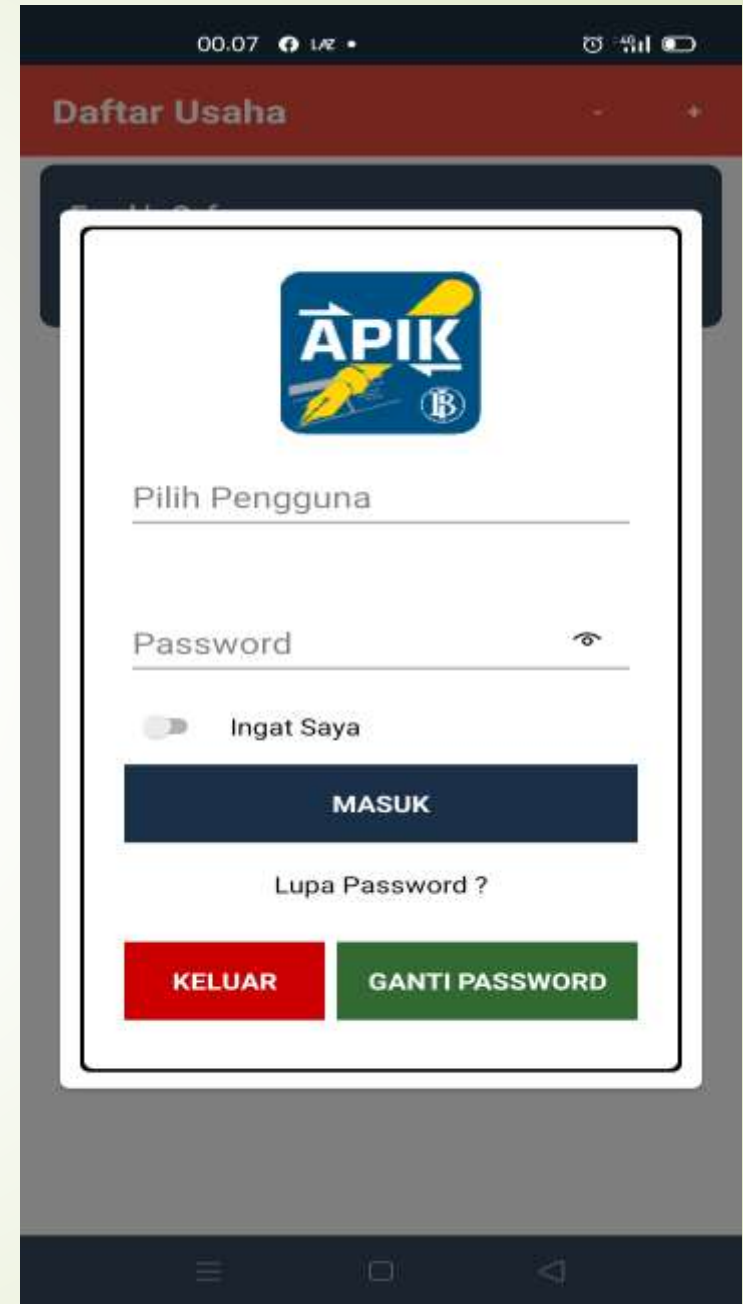 00.07
Daftar Usaha - +
APIK
Pilih Pengguna
Password
Ingat Saya
MASUK
Lupa Password ?
KELUAR GANTI PASSWORD